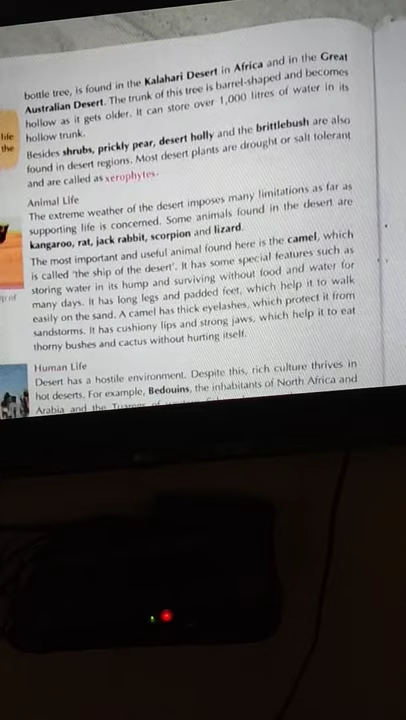 bottle tree, is found in the Kalahari Desert in Africa and in the Great
Australian Desert. The trunk of this tree is barrel-shaped and becomes
hollow as it gets older. It can store over 1,000 litres of water in its
hollow trunk.
Besides shrubs, prickly pear, desert holly and the brittlebush are also
found in desert regions. Most desert plants are drought or salt tolerant
and are called as xerophytes.
life
the
Animal Life
The extreme weather of the desert imposes many limitations as far as
supporting life is concerned. Some animals found in the desert are
kangaroo, rat, jack rabbit, scorpion and lizard.
The most important and useful animal found here is the camel, which
is called 'the ship of the desert'. It has some special features such as
storing water in its hump and surviving without food and water for
many days. It has long legs and padded feet, which help it to walk
easily on the sand. A camel has thick eyelashes, which protect it from
sandstorms. It has cushiony lips and strong jaws, which help it to eat
thorny bushes and cactus without hurting itself.
of
Human Life
Desert has a hostile environment. Despite this, rich culture thrives in
hot deserts. For example, Bedouins, the inhabitants of North Africa and
Arabia and the Tuaregs of